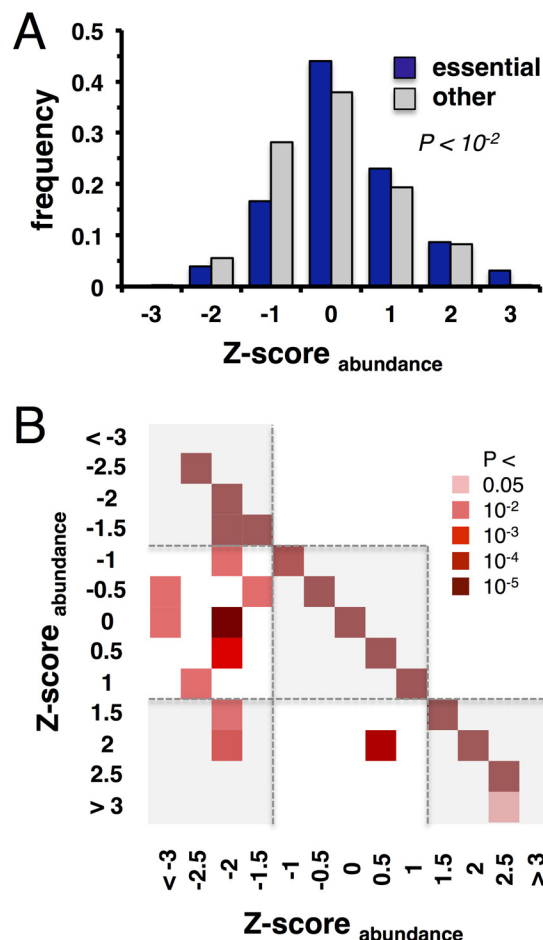 A
0.5
0.4
0.3
0.2
0.1
0
frequency
essential
other
P < 10-2
-3 -2 -1 0 1 2 3
Z-score abundance
B
< -3
-2.5
-2
-1.5
-1
-0.5
0
0.5
1
1.5
2
2.5
> 3
Z-score abundance
P <
0.05
10-2
10-3
10-4
10-5
< -3 -2.5 -2 -1.5 -1 -0.5 0 0.5 1 1.5 2 2.5 > 3
Z-score abundance